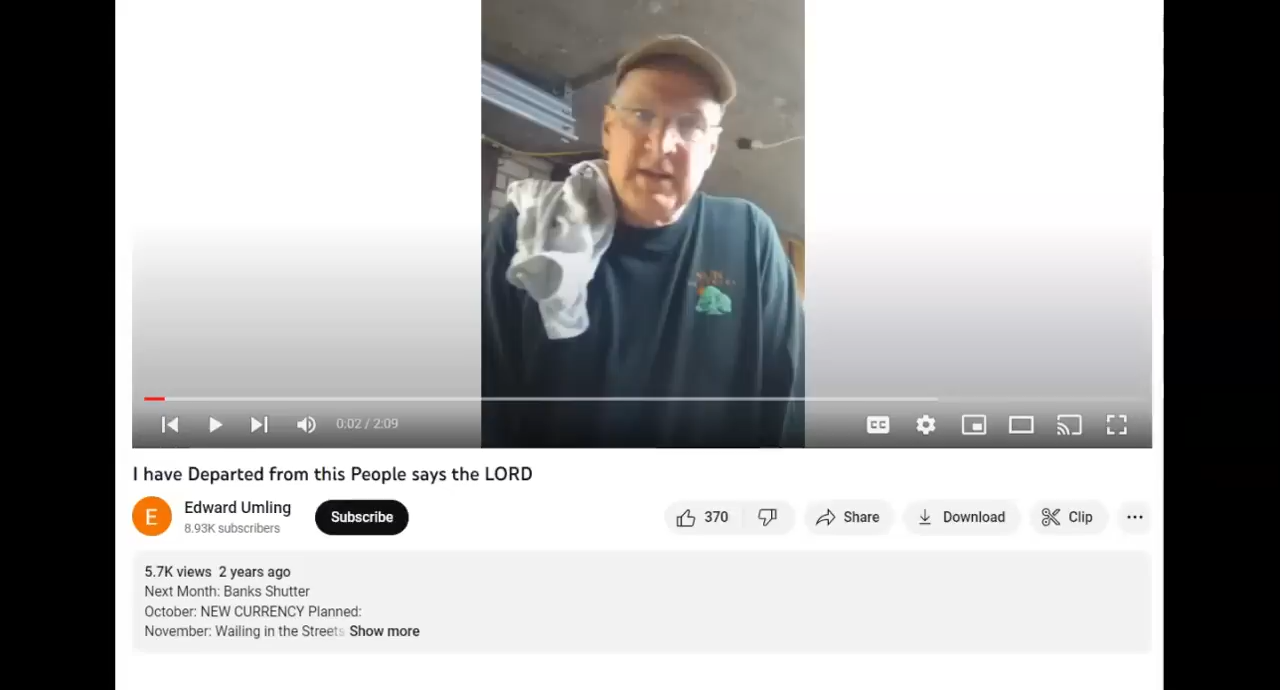 0:02 / 2:09
CC
I have Departed from this People says the LORD
E
Edward Umling
8.93K subscribers
Subscribe
370
Share
Download
Clip
5.7K views 2 years ago
Next Month: Banks Shutter
October: NEW CURRENCY Planned:
November: Wailing in the Streets Show more